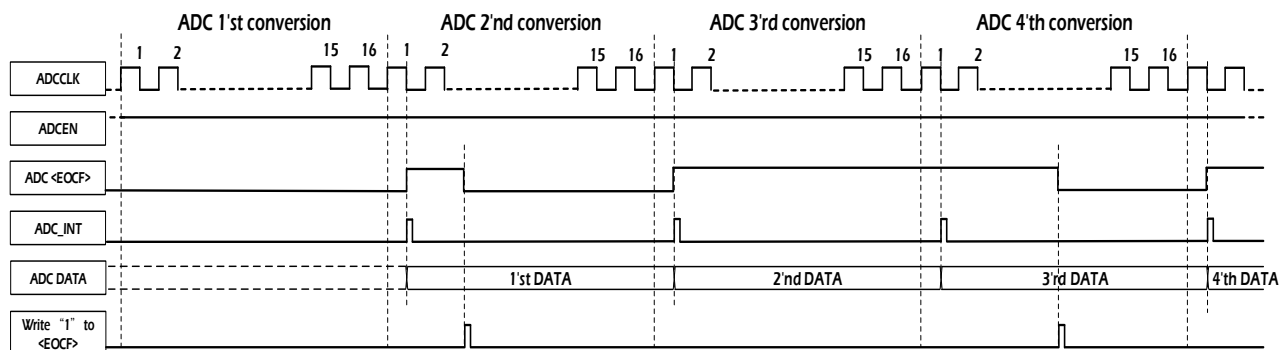 ADC 1'st conversion ADC 2'nd conversion ADC 3'rd conversion ADC 4'th conversion
1 2 15 16 1 2 15 16 1 2 15 16 1 2 15 16
ADCCLK
ADCEN
ADC <EOCF>
ADC_INT
ADC DATA 1'st DATA 2'nd DATA 3'rd DATA 4'th DATA
Write “1” to
<EOCF>